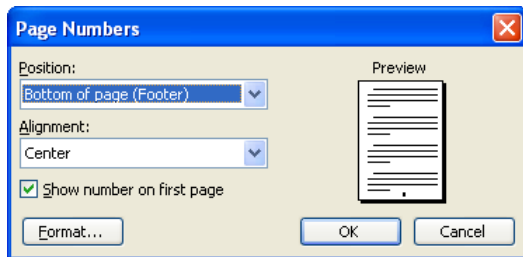 Page Numbers
Position:
Preview
Bottom of page (Footer)
Alignment:
Center
Show number on first page
Format...
OK
Cancel